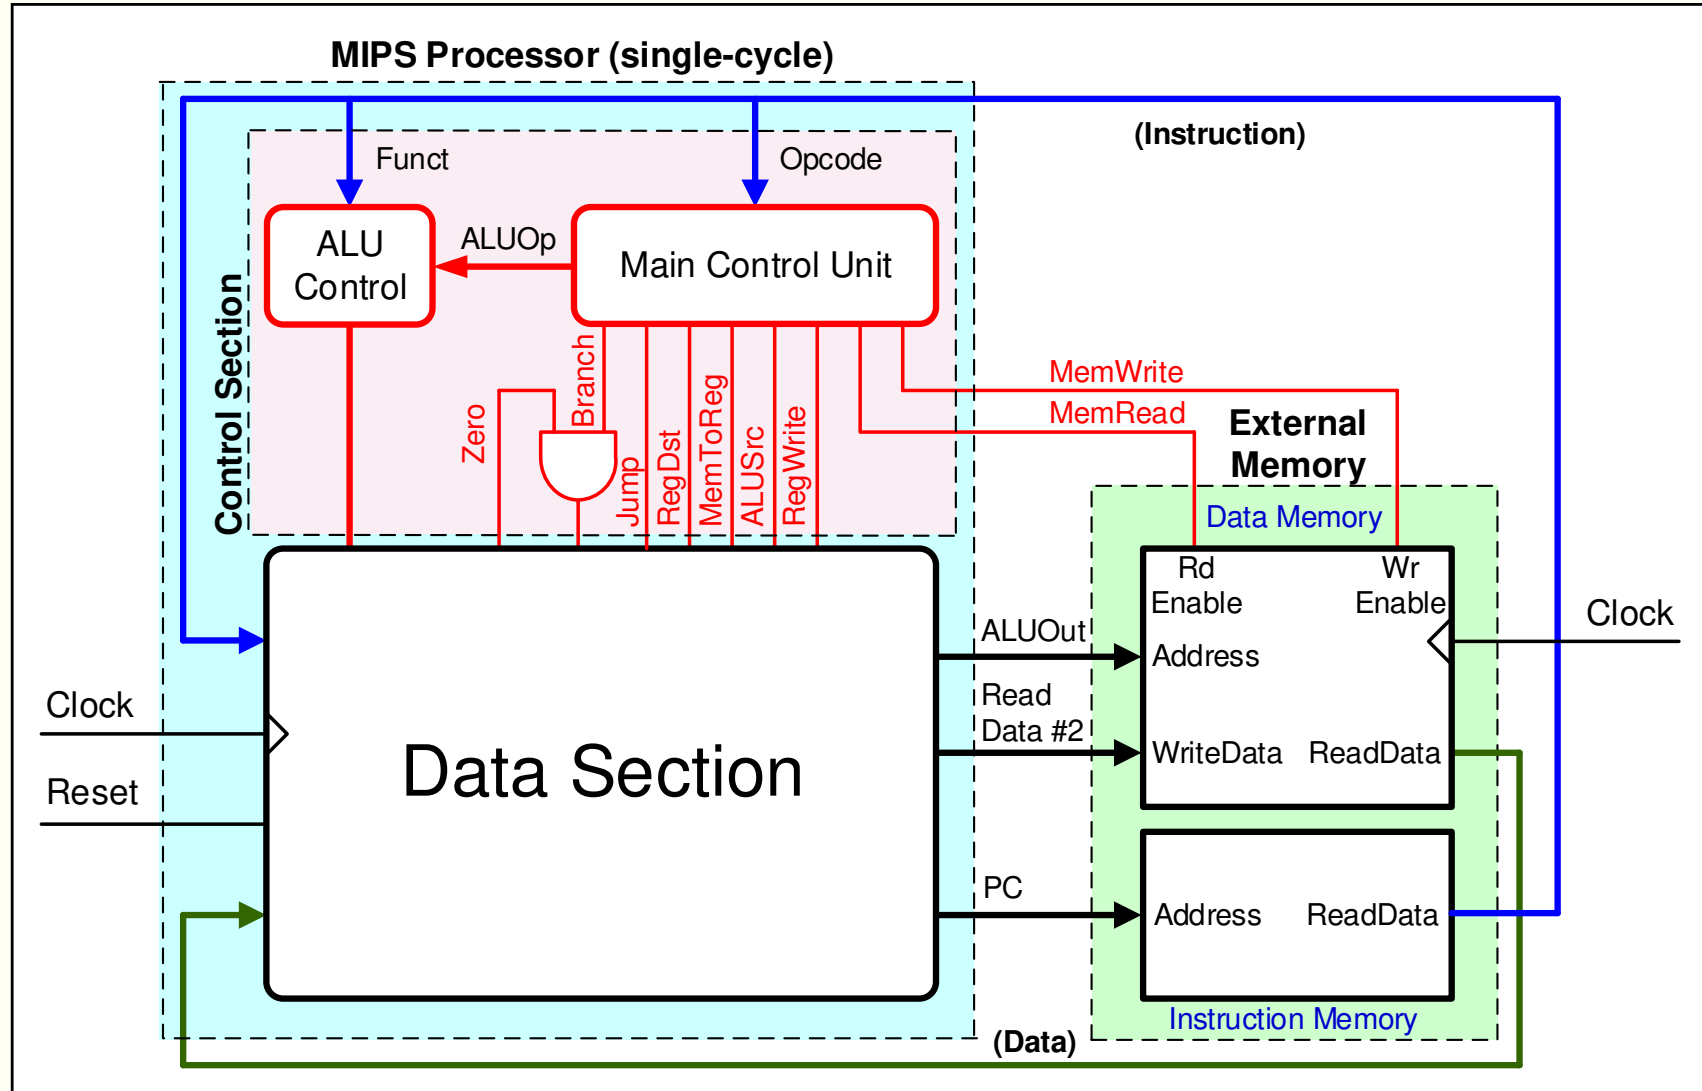 MIPS Processor (single-cycle)
(Instruction)
Funct
Opcode
ALU
Control
ALUOp
Main Control Unit
Control Section
Zero
Branch
Jump
RegDst
MemToReg
ALUSrc
RegWrite
MemWrite
MemRead
External
Memory
Data Memory
Rd
Enable
Wr
Enable
Clock
ALUOut
Address
Read
Data #2
WriteData
ReadData
Clock
Reset
Data Section
PC
Address
ReadData
Instruction Memory
(Data)